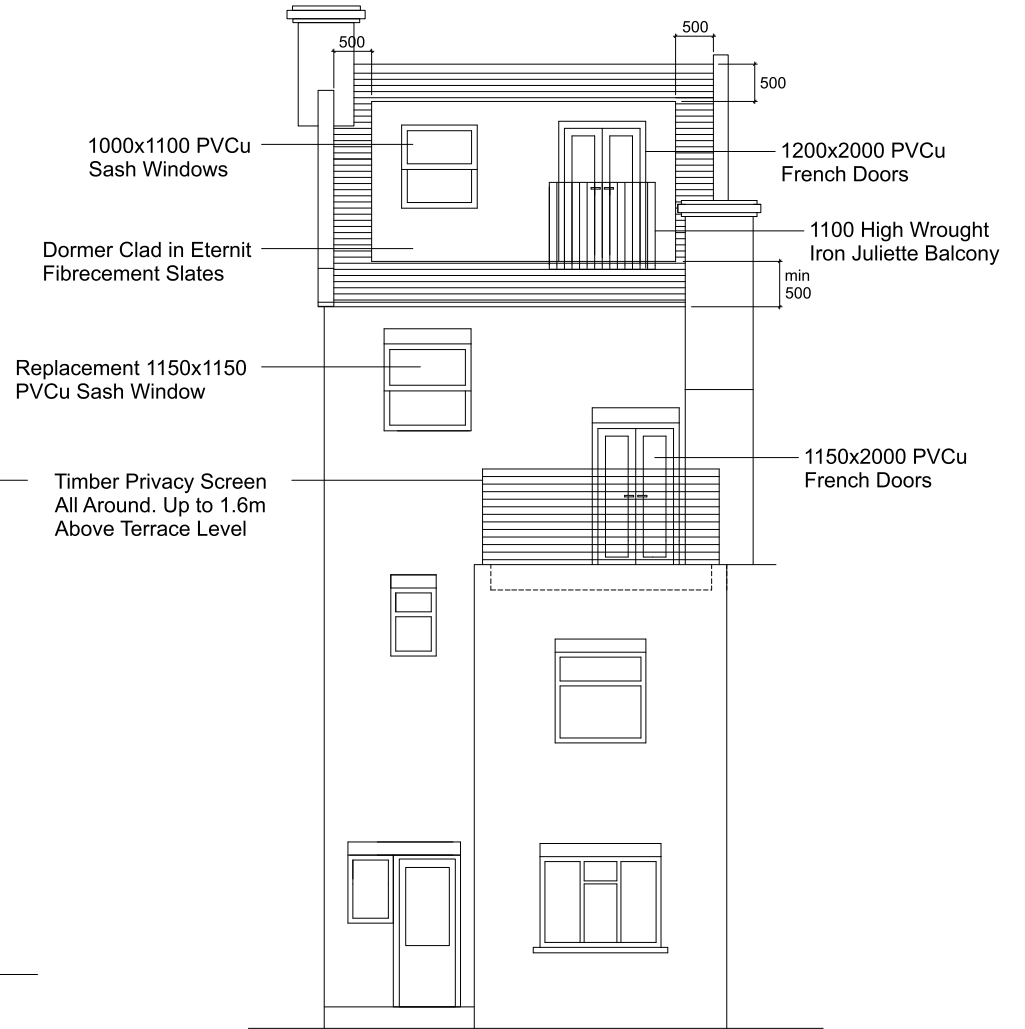 500
500
500
1000x1100 PVCu
Sash Windows
1200x2000 PVCu
French Doors
Dormer Clad in Eternit
Fibrecement Slates
1100 High Wrought
Iron Juliette Balcony
min
500
Replacement 1150x1150
PVCu Sash Window
Timber Privacy Screen
All Around. Up to 1.6m
Above Terrace Level
1150x2000 PVCu
French Doors